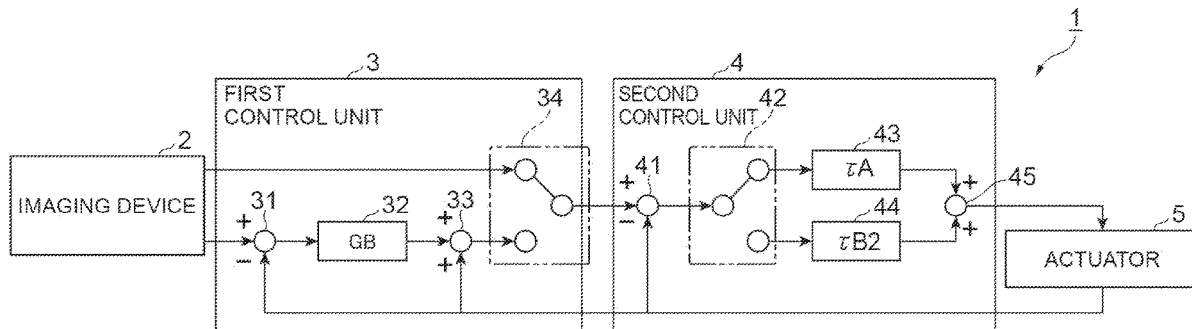 1
3
4
FIRST
CONTROL UNIT
34
SECOND
CONTROL UNIT
42
43
2
τA
IMAGING DEVICE
31
32
33
41
+
−
+
45
+
GB
+
+
−
44
τB2
+
+
5
ACTUATOR